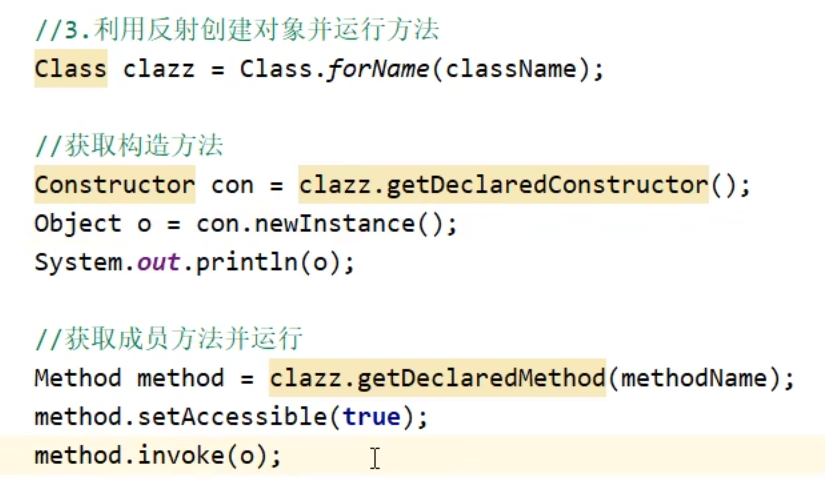 //3.利用反射创建对象并运行方法
Class clazz = Class.forName(className);
//获取构造方法
Constructor con = clazz.getDeclaredConstructor();
Object o = con.newInstance();
System.out.println(o);
//获取成员方法并运行
Method method = clazz.getDeclaredMethod(methodName);
method.setAccessible(true);
method.invoke(o);